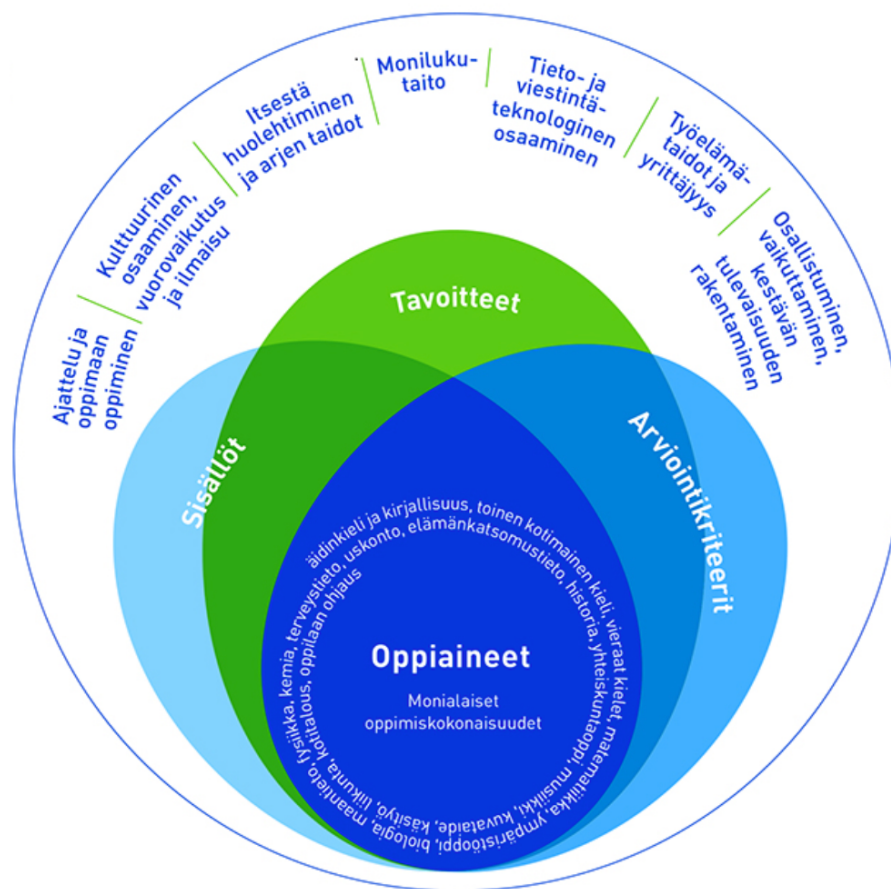 Ajattelu ja
oppimaan
oppiminen
Kulttuurinen
osaaminen,
vuorovaikutus
ja ilmaisu
Itsestä
huolehtiminen
ja arjen taidot
Moniluku-
taito
Tieto- ja
viestintä-
teknologinen
osaaminen
Työelämä-
taidot ja
yrittäjyys
Osallistuminen,
vaikuttaminen,
kestävän
tulevaisuuden
rakentaminen
Tavoitteet
Sisällöt
Arviointikriteerit
äidinkieli ja kirjallisuus, toinen kotimainen kieli, vieraat kielet, matematiikka, ympäristöoppi, biologia, maantieto, fysiikka, kemia, terveystieto, uskonto, elämänkatsomustieto, historia, yhteiskuntaoppi, musiikki, kuvataide, käsityö, liikunta, kotitalous, oppilaan ohjaus
Oppiaineet
Monialaiset
oppimiskokonaisuudet